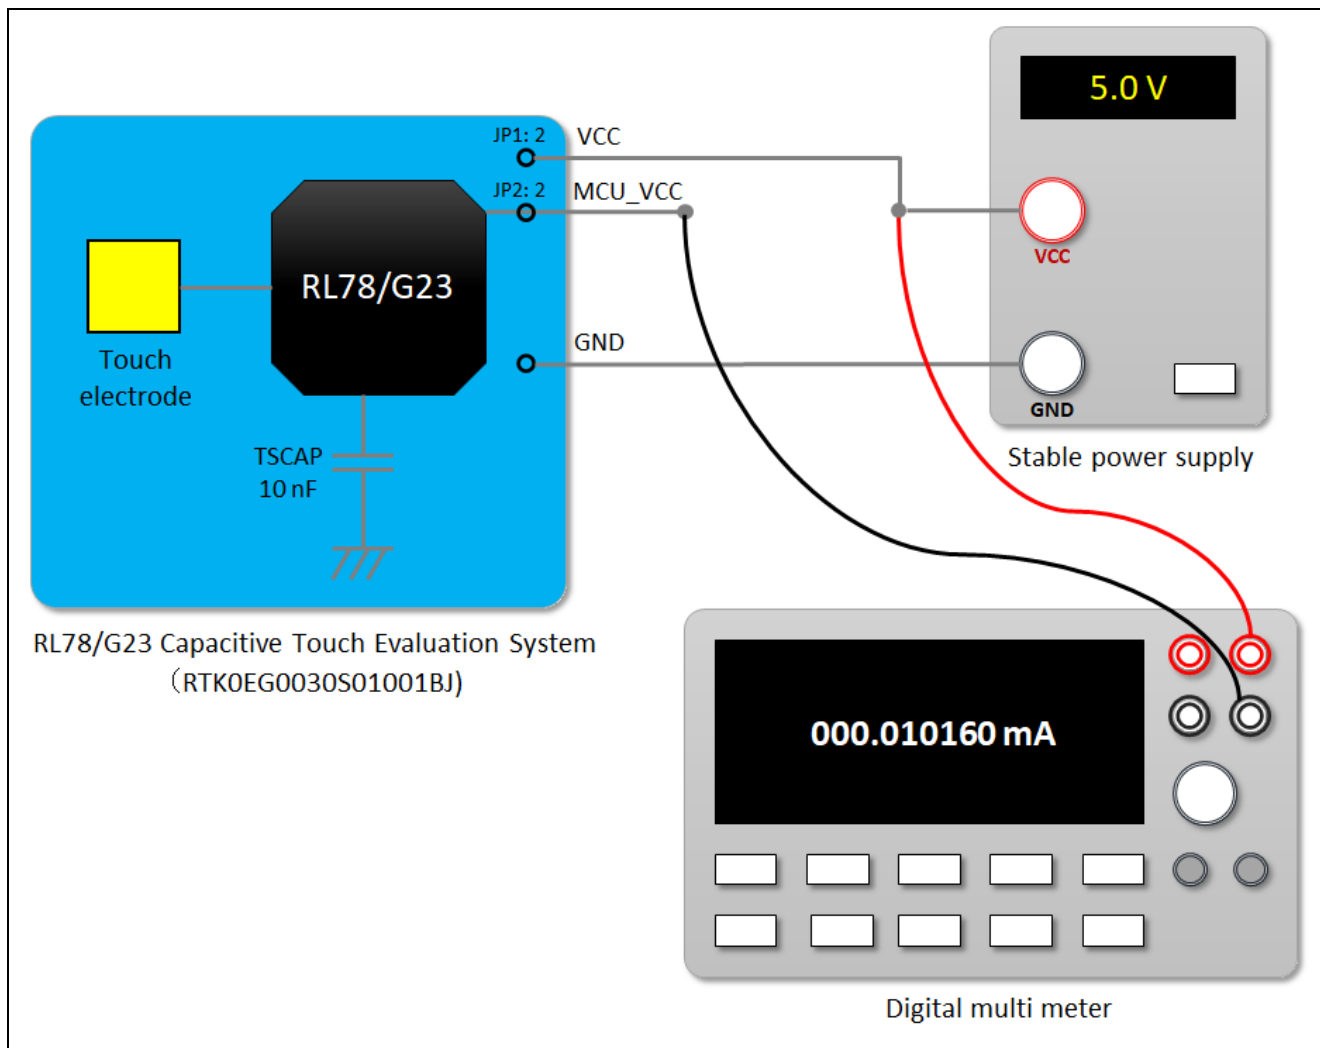 5.0 V
JP1: 2
VCC
JP2: 2
MCU_VCC
RL78/G23
VCC
Touch
electrode
GND
GND
TSCAP
10 nF
Stable power supply
RL78/G23 Capacitive Touch Evaluation System
（RTK0EG0030S01001BJ)
000.010160 mA
Digital multi meter